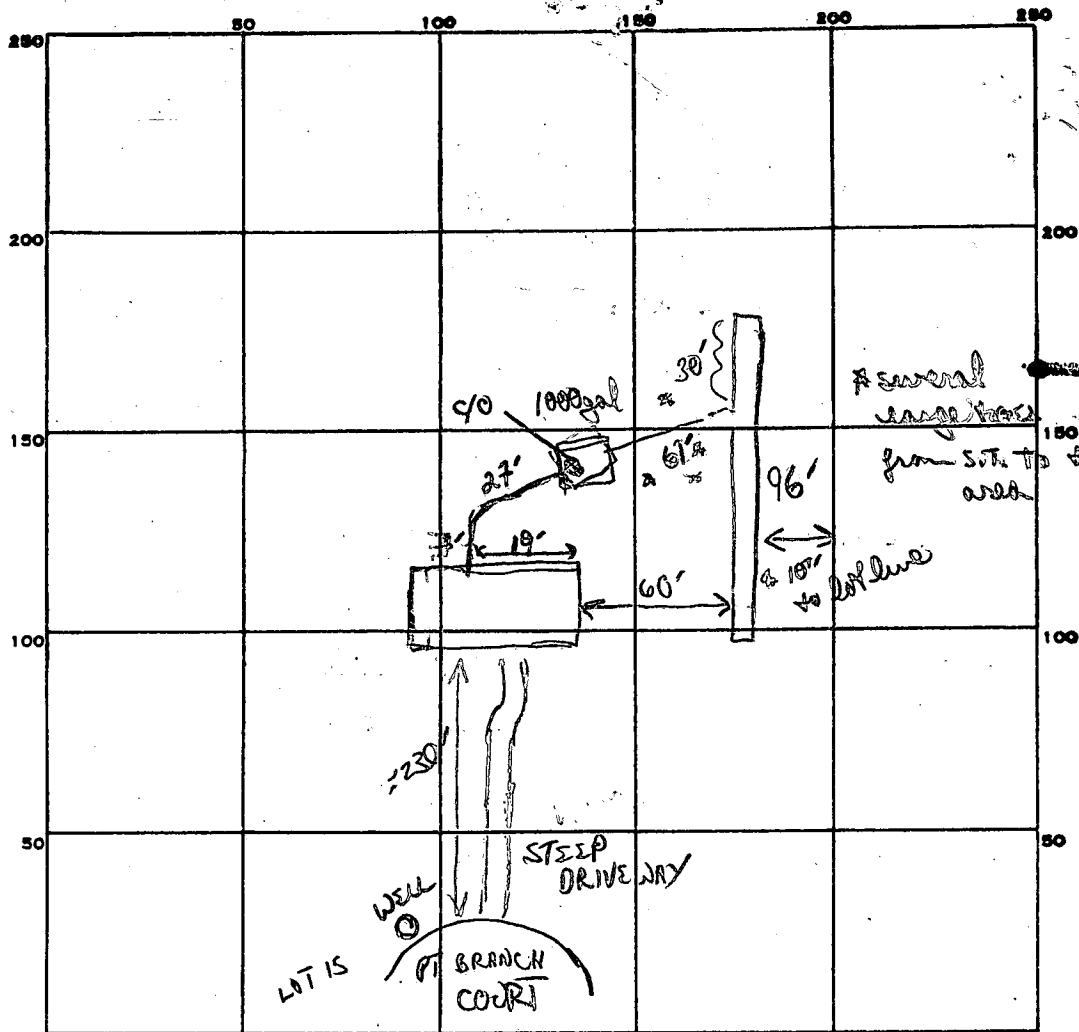 50 100 150 200 250
250
200 200
30'
* several
c/o 1000gal
large trees
150 150
from S.T. to
area
27' 61'
96'
19'
10'
to lot line
60'
100 100
~230'
50 50
STEEP
DRIVEWAY
WELL
LOT IS
PT BRANCH
COURT